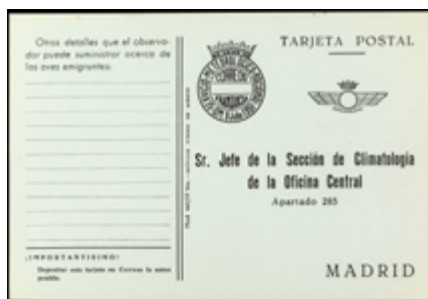 Otros detalles que el observa-
dor puede suministrar acerca de
las aves emigrantes.
¡IMPORTANTISIMO!
Depositar esta tarjeta en Correos lo antes
posible.
TARJETA POSTAL
Sr. Jefe de la Sección de Climatología
de la Oficina Central
Apartado 285
MADRID